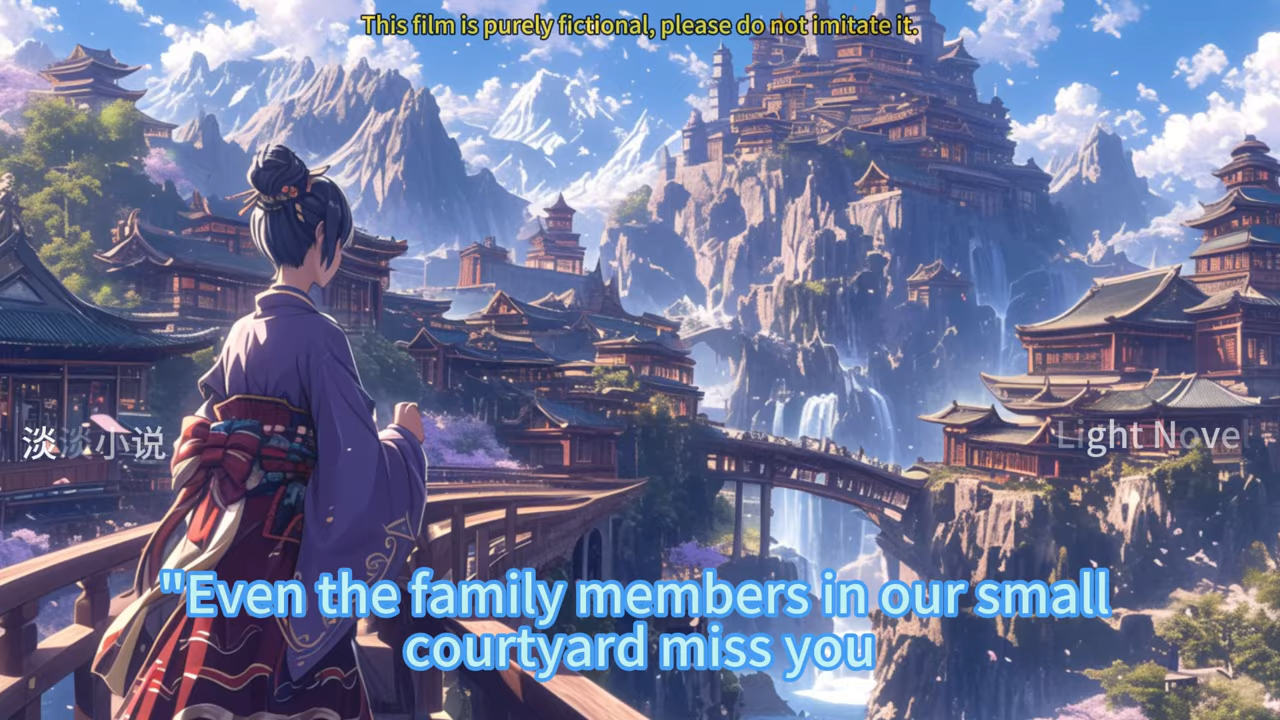 This film is purely fictional, please do not imitate it.
淡淡小说
Light Nove
"Even the family members in our small
courtyard miss you